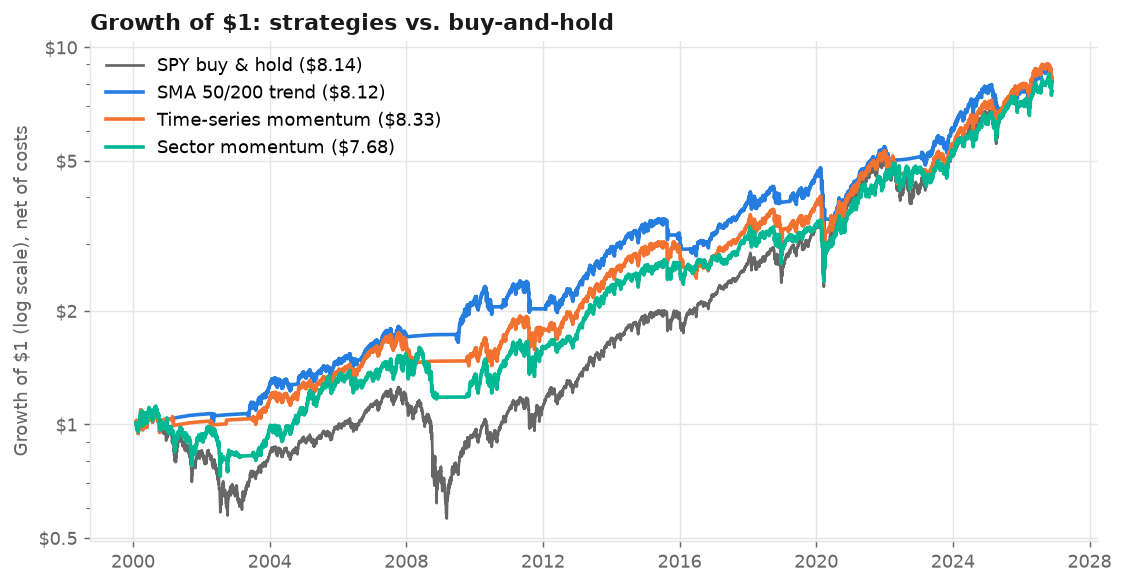 Growth of $1: strategies vs. buy-and-hold
$10
$5
$2
$1
$0.5
Growth of $1 (log scale), net of costs
SPY buy & hold ($8.14)
SMA 50/200 trend ($8.12)
Time-series momentum ($8.33)
Sector momentum ($7.68)
2000
2004
2008
2012
2016
2020
2024
2028